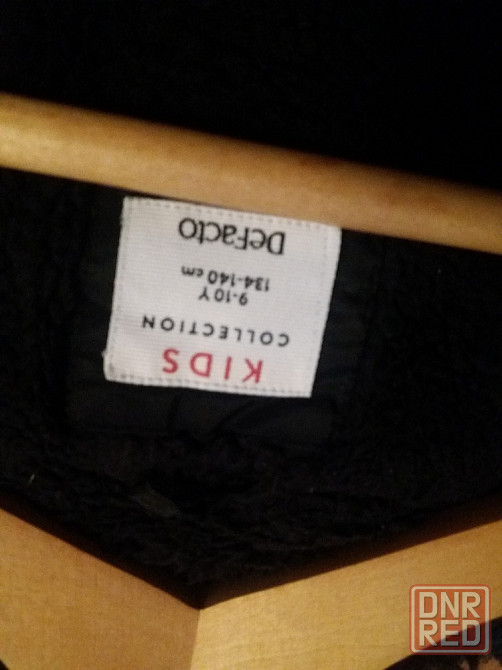 KIDS
COLLECTION
9-10 Y
134-140 cm
DeFacto
DNR
RED